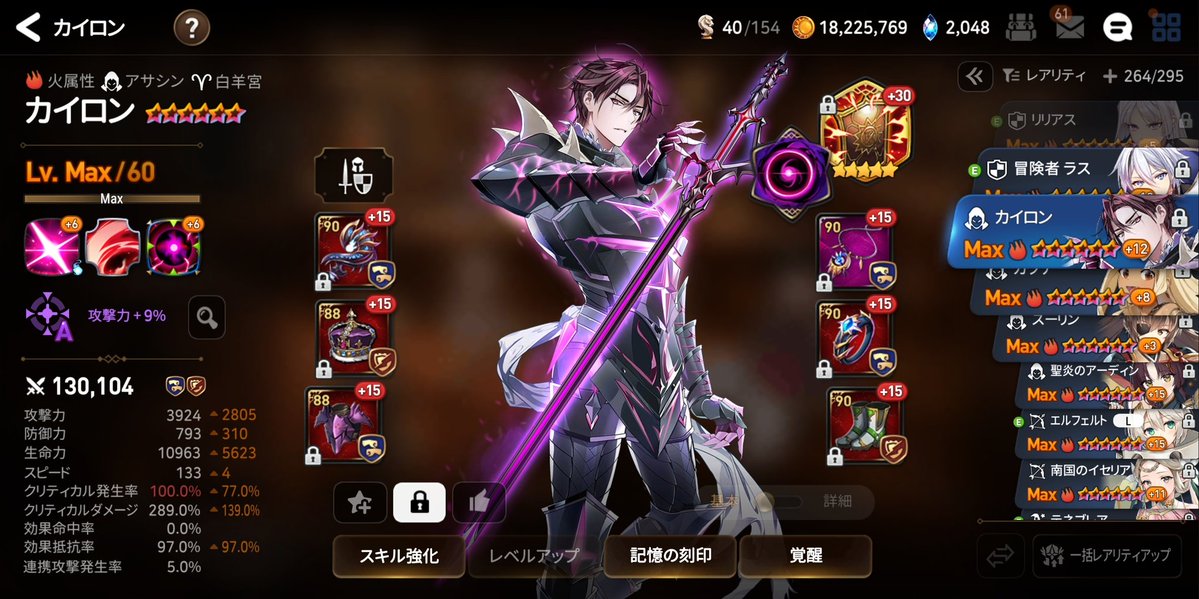 カイロン
?
40/154
18,225,769
2,048
61
火属性 アサシン 白羊宮
カイロン
Lv. Max/60
Max
+6
+6
A
攻撃力 +9%
130,104
攻撃力 3924 2805
防御力 793 310
生命力 10963 5623
スピード 133 4
クリティカル発生率 100.0% 77.0%
クリティカルダメージ 289.0% 139.0%
効果命中率 0.0%
効果抵抗率 97.0% 97.0%
連携攻撃発生率 5.0%
90 +15
88 +15
88 +15
+30
90 +15
90 +15
90 +15
基本 詳細
スキル強化
レベルアップ
記憶の刻印
覚醒
レアリティ
264/295
リリアス
E 冒険者 ラス
カイロン
Max +12
Max +8
スーリン
Max +3
聖炎のアーディン
Max +15
E エルフェルト L
Max +15
南国のイセリア
Max +11
テネブレア
一括レアリティアップ